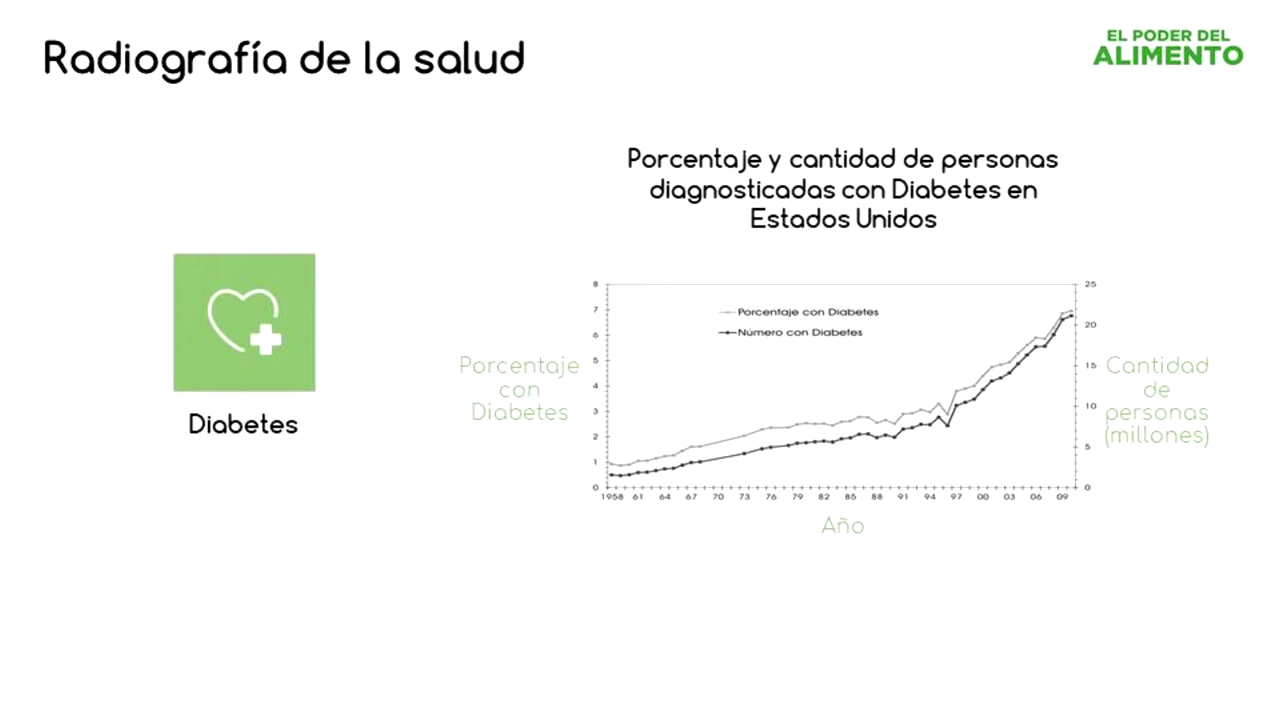 Radiografía de la salud
EL PODER DEL
ALIMENTO
Porcentaje y cantidad de personas
diagnosticadas con Diabetes en
Estados Unidos
Diabetes
Porcentaje
con
Diabetes
8
7
6
5
4
3
2
1
0
Porcentaje con Diabetes
Número con Diabetes
25
20
15
10
5
0
Cantidad
de
personas
(millones)
1958 61 64 67 70 73 76 79 82 85 88 91 94 97 00 03 06 09
Año